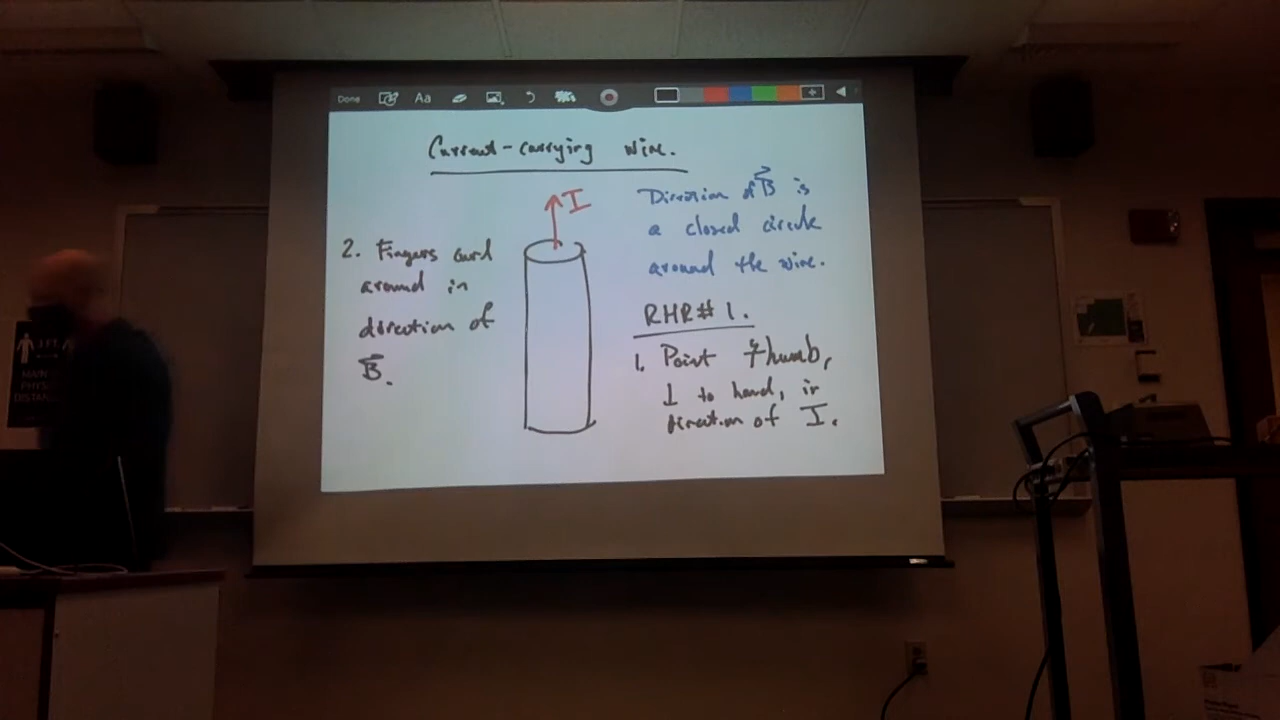 Done
Aa
Current-carrying wire.
I
Direction of B is
a closed circle
around the wire.
2. Fingers curl
around in
direction of
B.
RHR# 1.
1. Point thumb,
⊥ to hand, in
direction of I.